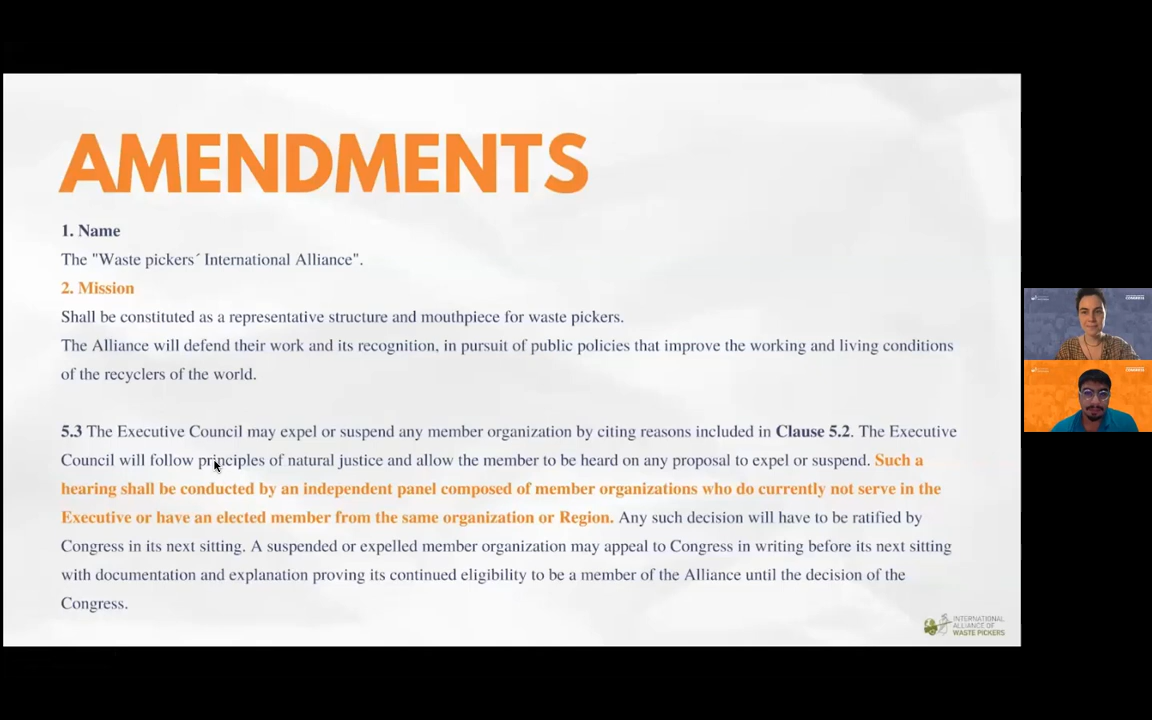 AMENDMENTS
1. Name
The "Waste pickers´ International Alliance".
2. Mission
Shall be constituted as a representative structure and mouthpiece for waste pickers.
The Alliance will defend their work and its recognition, in pursuit of public policies that improve the working and living conditions
of the recyclers of the world.
5.3 The Executive Council may expel or suspend any member organization by citing reasons included in Clause 5.2. The Executive
Council will follow principles of natural justice and allow the member to be heard on any proposal to expel or suspend. Such a
hearing shall be conducted by an independent panel composed of member organizations who do currently not serve in the
Executive or have an elected member from the same organization or Region. Any such decision will have to be ratified by
Congress in its next sitting. A suspended or expelled member organization may appeal to Congress in writing before its next sitting
with documentation and explanation proving its continued eligibility to be a member of the Alliance until the decision of the
Congress.
INTERNATIONAL
ALLIANCE OF
WASTE PICKERS
CONGRESS
CONGRESS